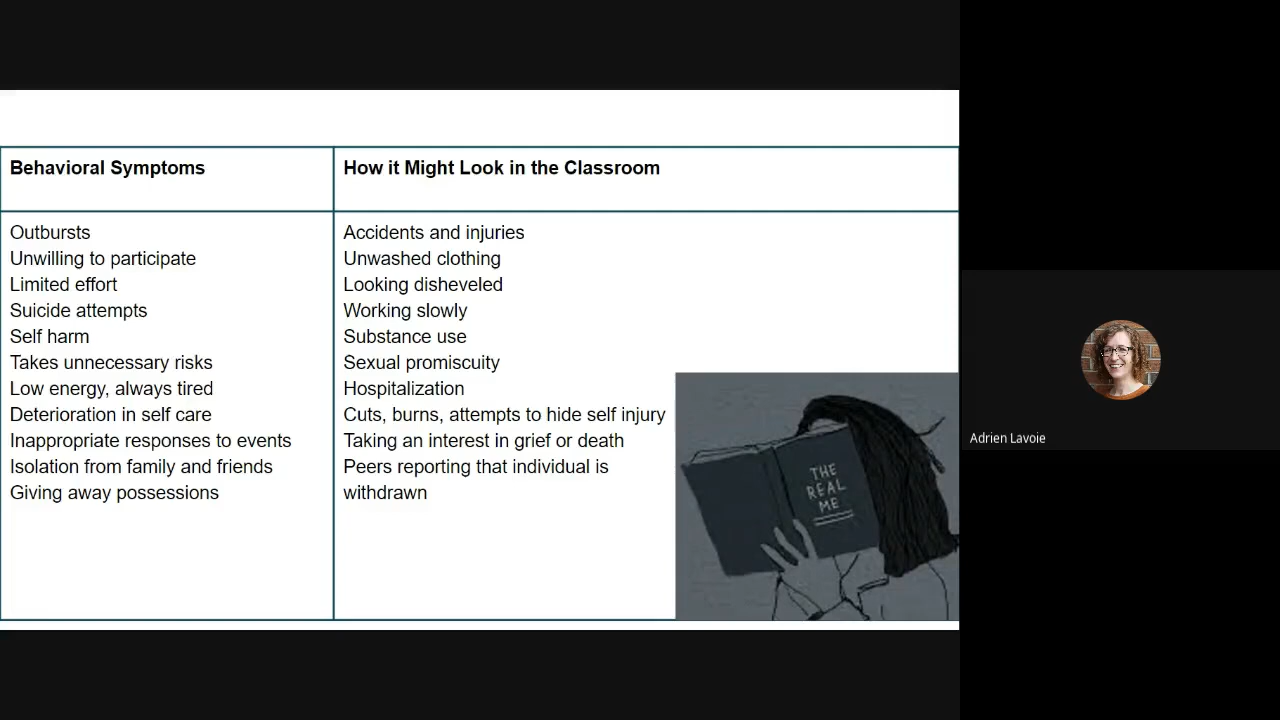 Behavioral Symptoms
How it Might Look in the Classroom
Outbursts
Unwilling to participate
Limited effort
Suicide attempts
Self harm
Takes unnecessary risks
Low energy, always tired
Deterioration in self care
Inappropriate responses to events
Isolation from family and friends
Giving away possessions
Accidents and injuries
Unwashed clothing
Looking disheveled
Working slowly
Substance use
Sexual promiscuity
Hospitalization
Cuts, burns, attempts to hide self injury
Taking an interest in grief or death
Peers reporting that individual is
withdrawn
THE
REAL
ME
Adrien Lavoie